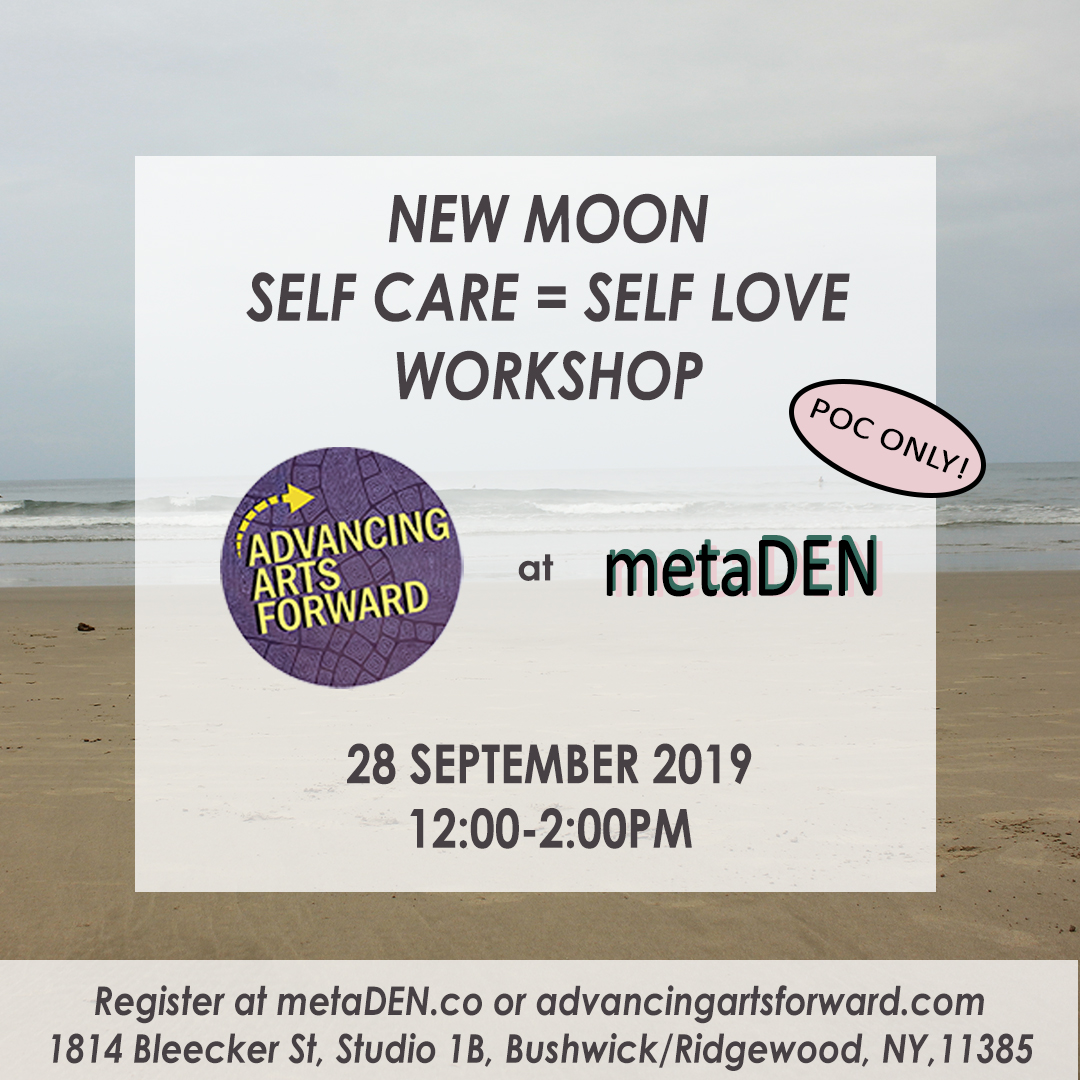 NEW MOON
SELF CARE = SELF LOVE
WORKSHOP
POC ONLY!
ADVANCING
ARTS
FORWARD
at
metaDEN
28 SEPTEMBER 2019
12:00-2:00PM
Register at metaDEN.co or advancingartsforward.com
1814 Bleecker St, Studio 1B, Bushwick/Ridgewood, NY,11385